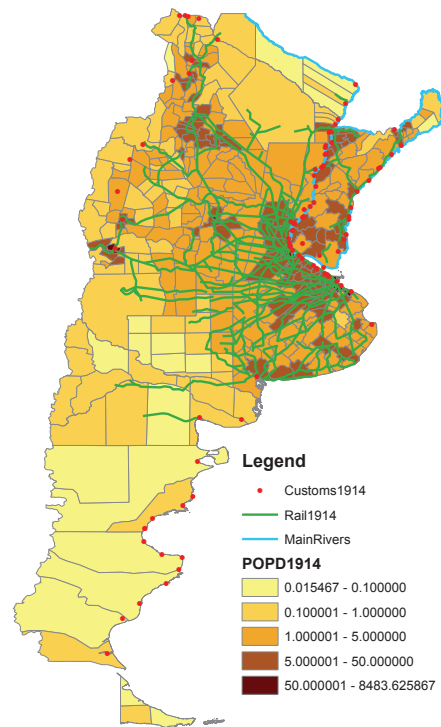 Legend
Customs1914
Rail1914
MainRivers
POPD1914
0.015467 - 0.100000
0.100001 - 1.000000
1.000001 - 5.000000
5.000001 - 50.000000
50.000001 - 8483.625867